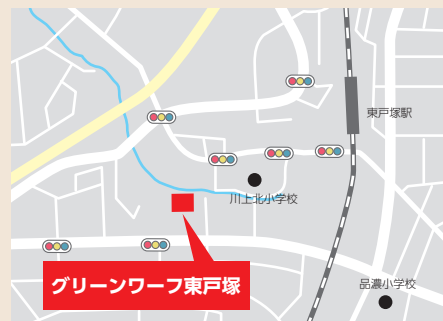 東戸塚駅
川上北小学校
グリーンワーフ東戸塚
品濃小学校